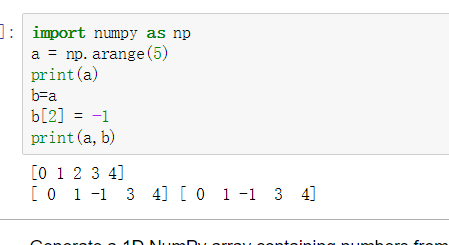 ]:
import numpy as np
a = np.arange(5)
print(a)
b=a
b[2] = -1
print(a,b)
[0 1 2 3 4]
[ 0  1 -1  3  4] [ 0  1 -1  3  4]
Generate a 1D NumPy array containing numbers from